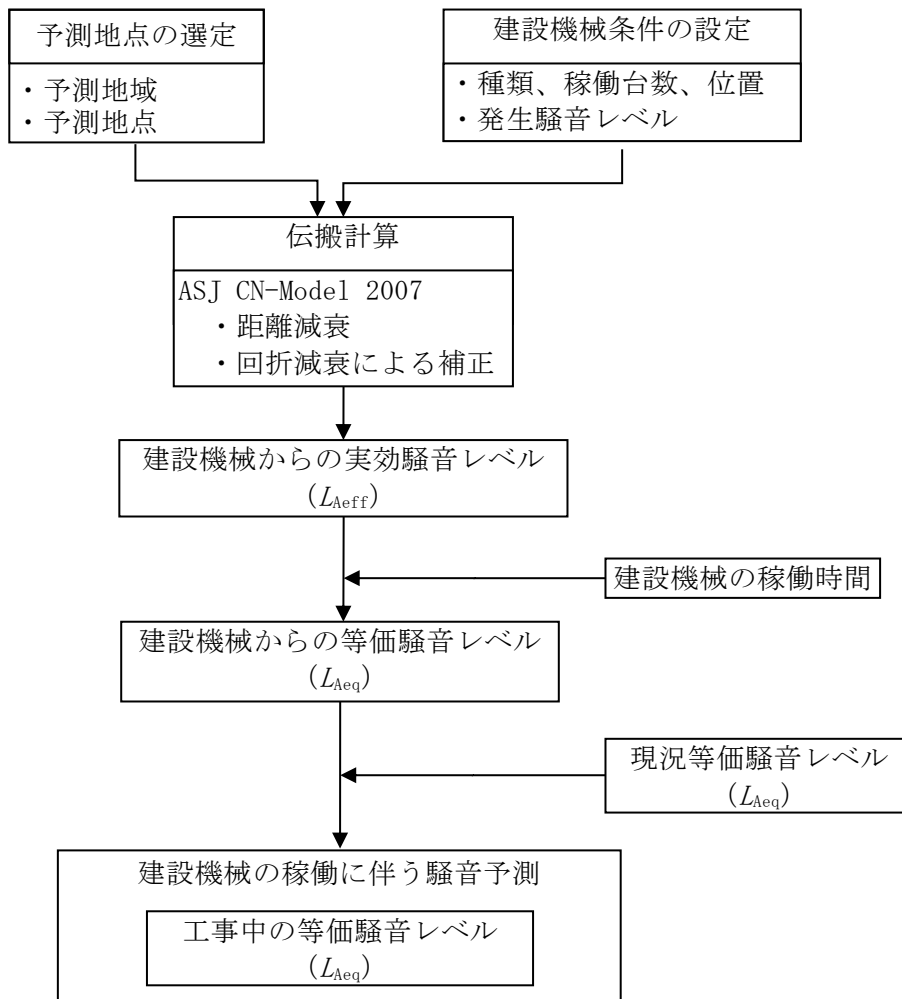 予測地点の選定
・予測地域
・予測地点
建設機械条件の設定
・種類、稼働台数、位置
・発生騒音レベル
伝搬計算
ASJ CN-Model 2007
・距離減衰
・回折減衰による補正
建設機械からの実効騒音レベル
(LAeff)
建設機械の稼働時間
建設機械からの等価騒音レベル
(LAeq)
現況等価騒音レベル
(LAeq)
建設機械の稼働に伴う騒音予測
工事中の等価騒音レベル
(LAeq)